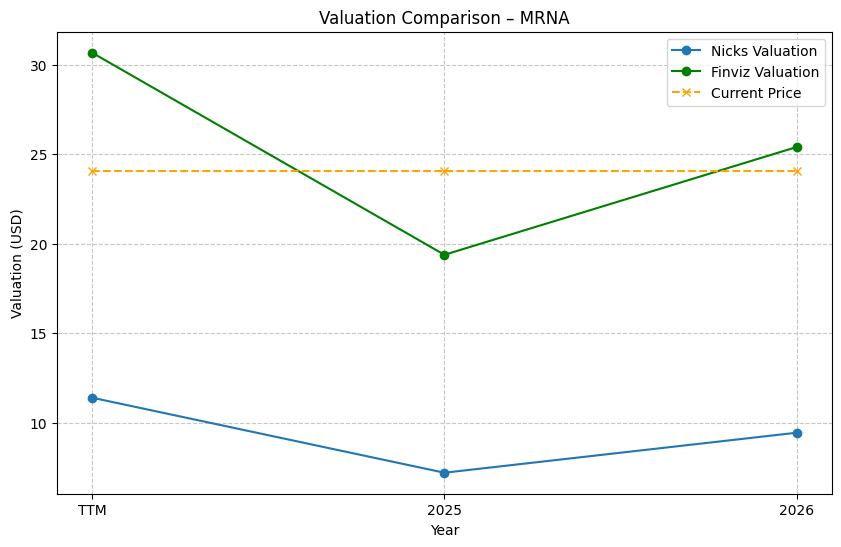 Valuation Comparison – MRNA
Nicks Valuation
Finviz Valuation
Current Price
Valuation (USD)
30
25
20
15
10
TTM
2025
2026
Year